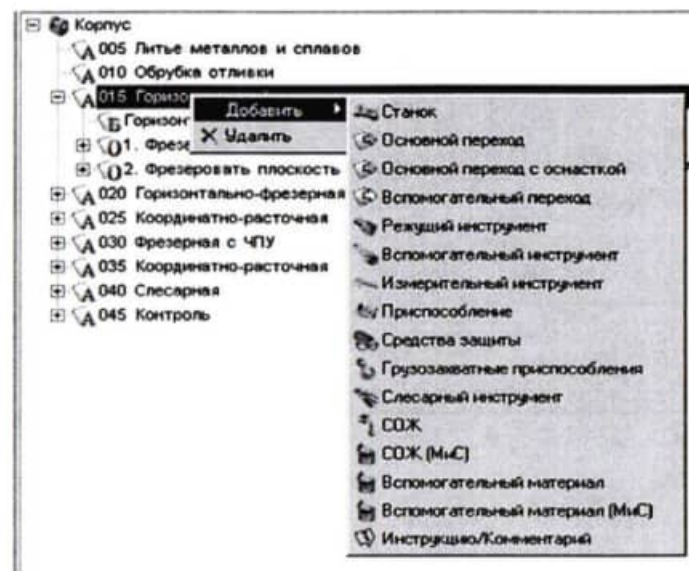 Корпус
005 Литье металлов и сплавов
010 Обрубка отливки
015 Горизо
Горизонт
1. Фрезе
2. Фрезеровать плоскость
020 Горизонтально-фрезерная
025 Координатно-расточная
030 Фрезерная с ЧПУ
035 Координатно-расточная
040 Слесарная
045 Контроль
Добавить
Удалить
Станок
Основной переход
Основной переход с оснасткой
Вспомогательный переход
Режущий инструмент
Вспомогательный инструмент
Измерительный инструмент
Приспособление
Средства защиты
Грузозахватные приспособления
Слесарный инструмент
СОЖ
СОЖ (МиС)
Вспомогательный материал
Вспомогательный материал (МиС)
Инструкцию/Комментарий